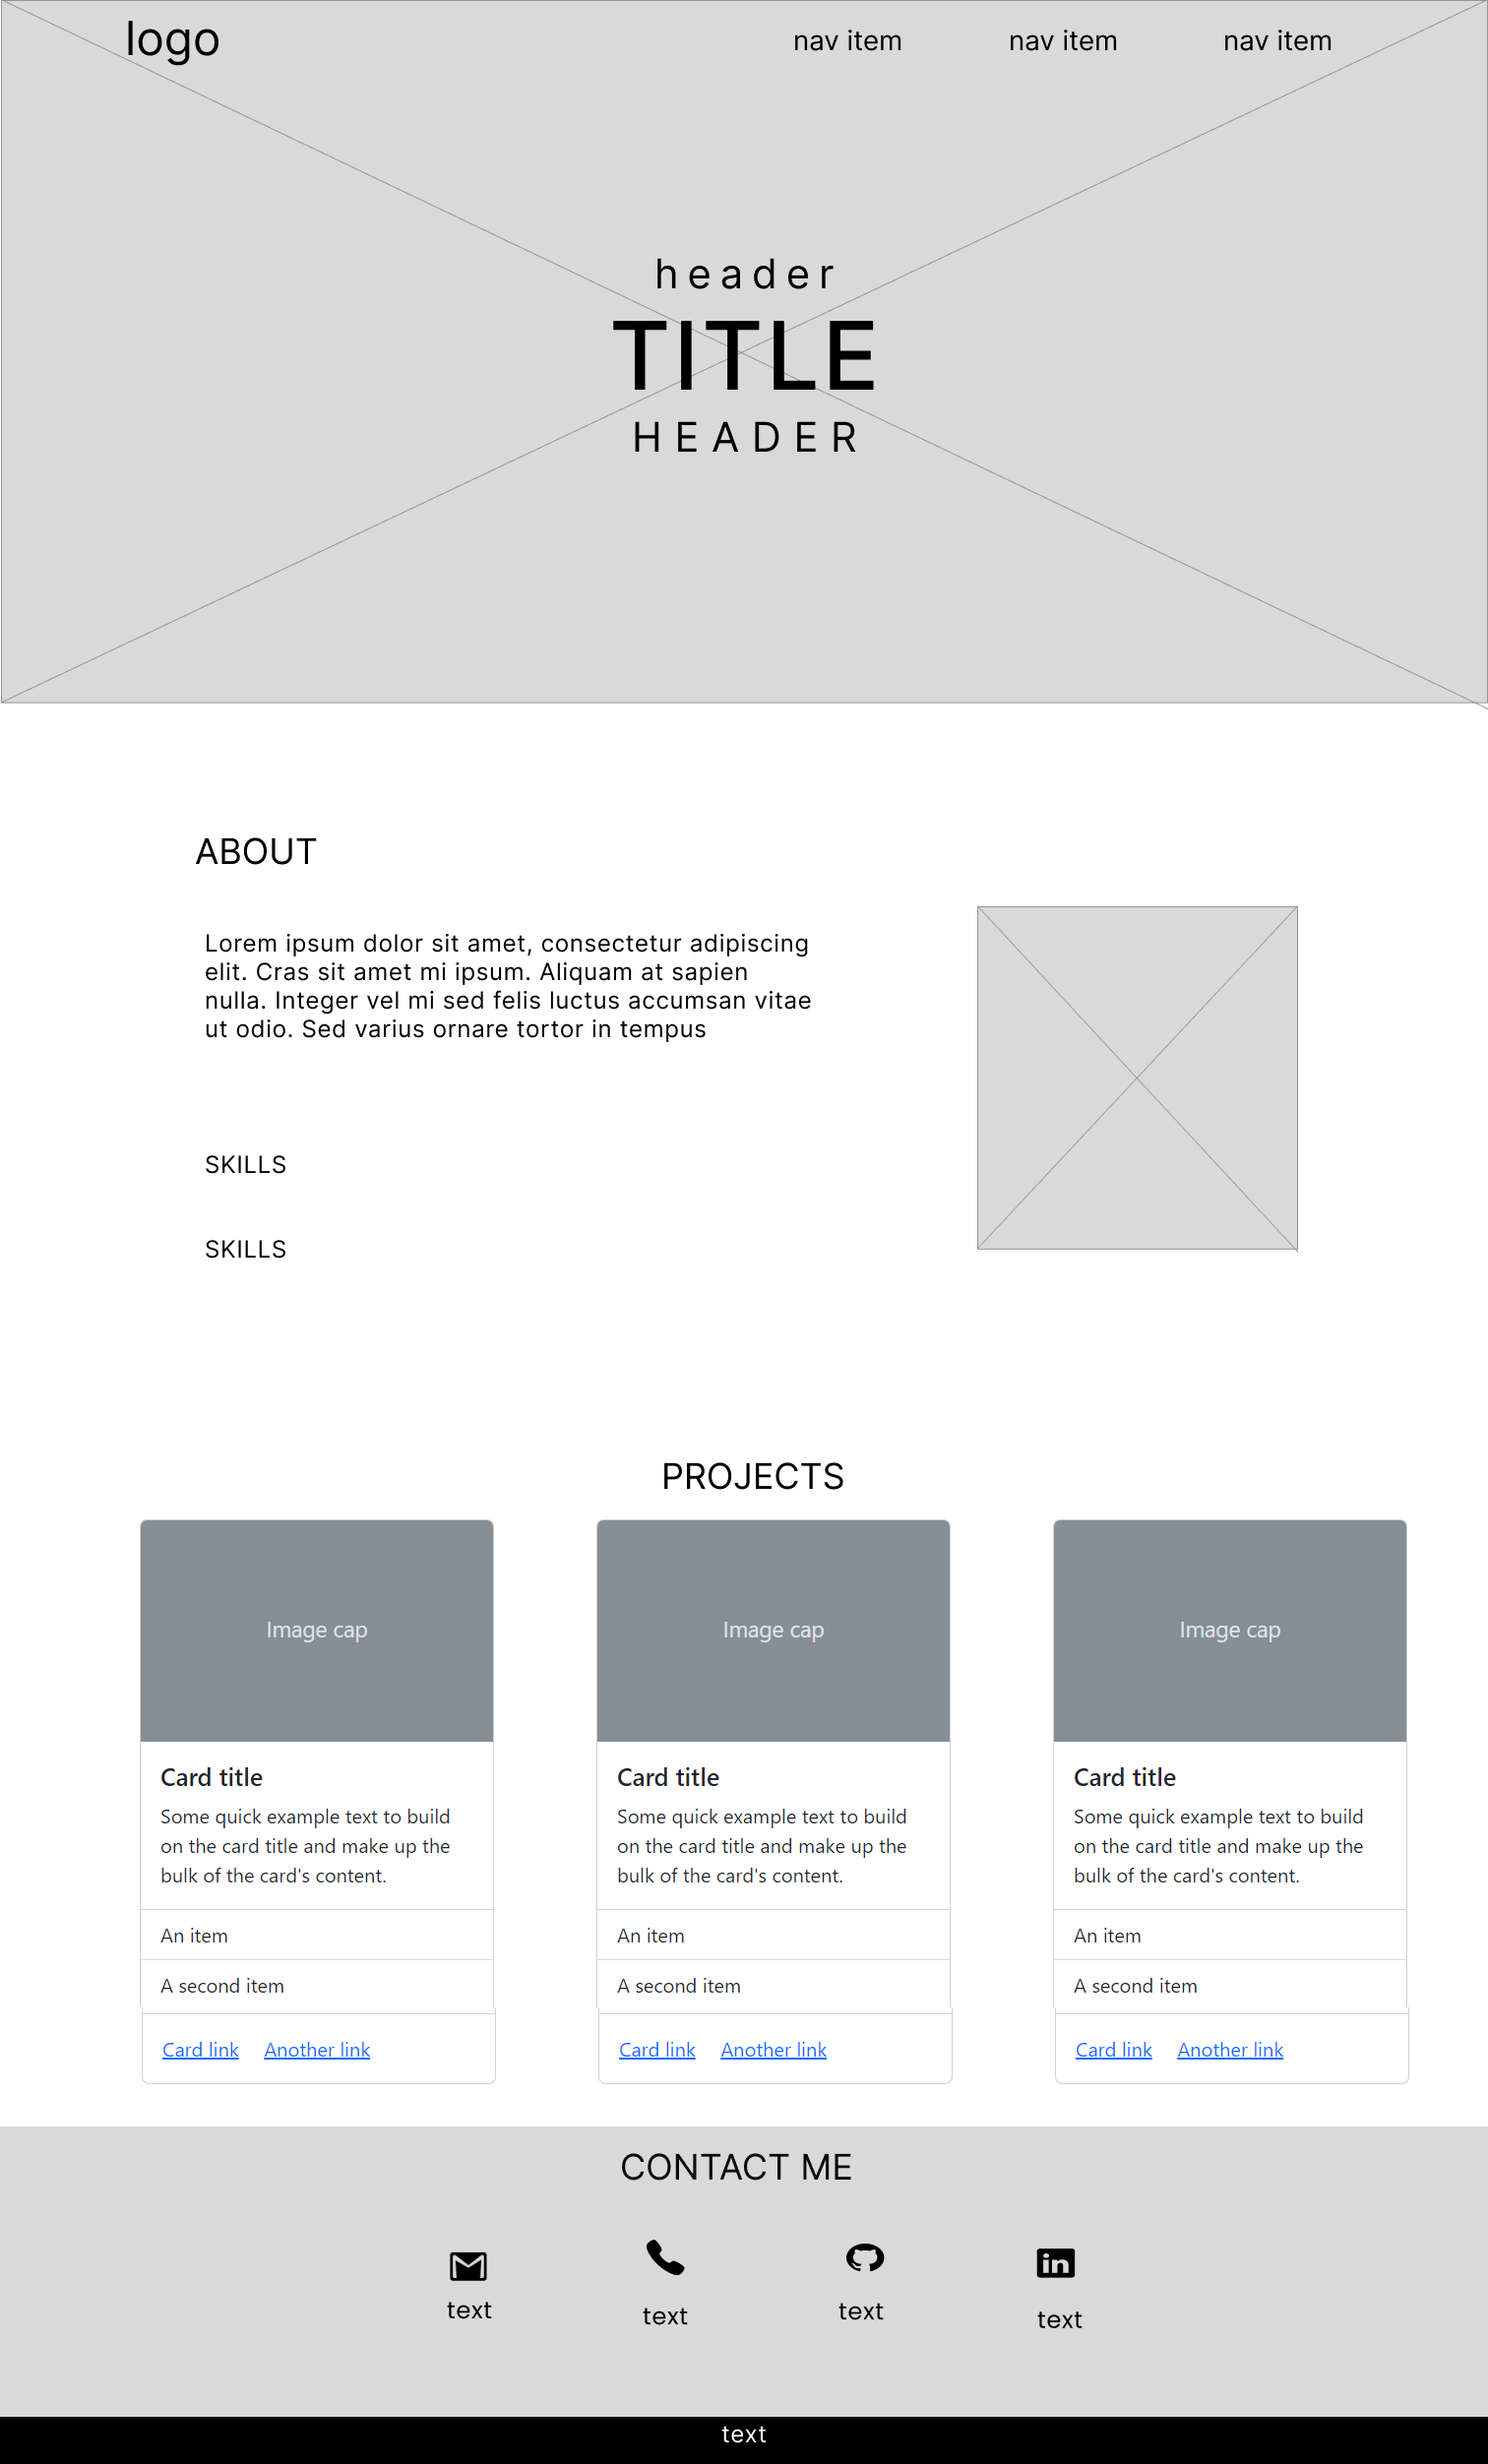 logo
nav item
nav item
nav item
header
TITLE
HEADER
ABOUT
Lorem ipsum dolor sit amet, consectetur adipiscing
elit. Cras sit amet mi ipsum. Aliquam at sapien
nulla. Integer vel mi sed felis luctus accumsan vitae
ut odio. Sed varius ornare tortor in tempus
SKILLS
SKILLS
PROJECTS
Image cap
Card title
Some quick example text to build
on the card title and make up the
bulk of the card's content.
An item
A second item
Card link Another link
Image cap
Card title
Some quick example text to build
on the card title and make up the
bulk of the card's content.
An item
A second item
Card link Another link
Image cap
Card title
Some quick example text to build
on the card title and make up the
bulk of the card's content.
An item
A second item
Card link Another link
CONTACT ME
in
text
text
text
text
text